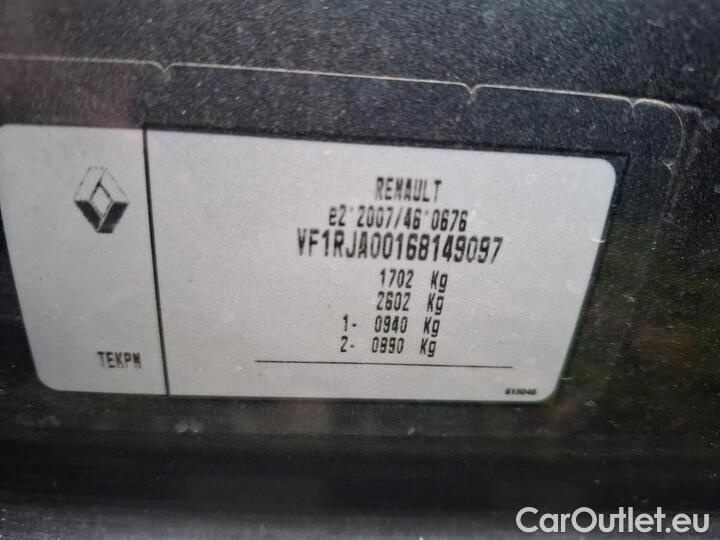 RENAULT
e2*2007/46*0676
VF1RJA00168149097
1702 Kg
2602 Kg
1- 0940 Kg
2- 0890 Kg
TEKPN
615046
CarOutlet.eu